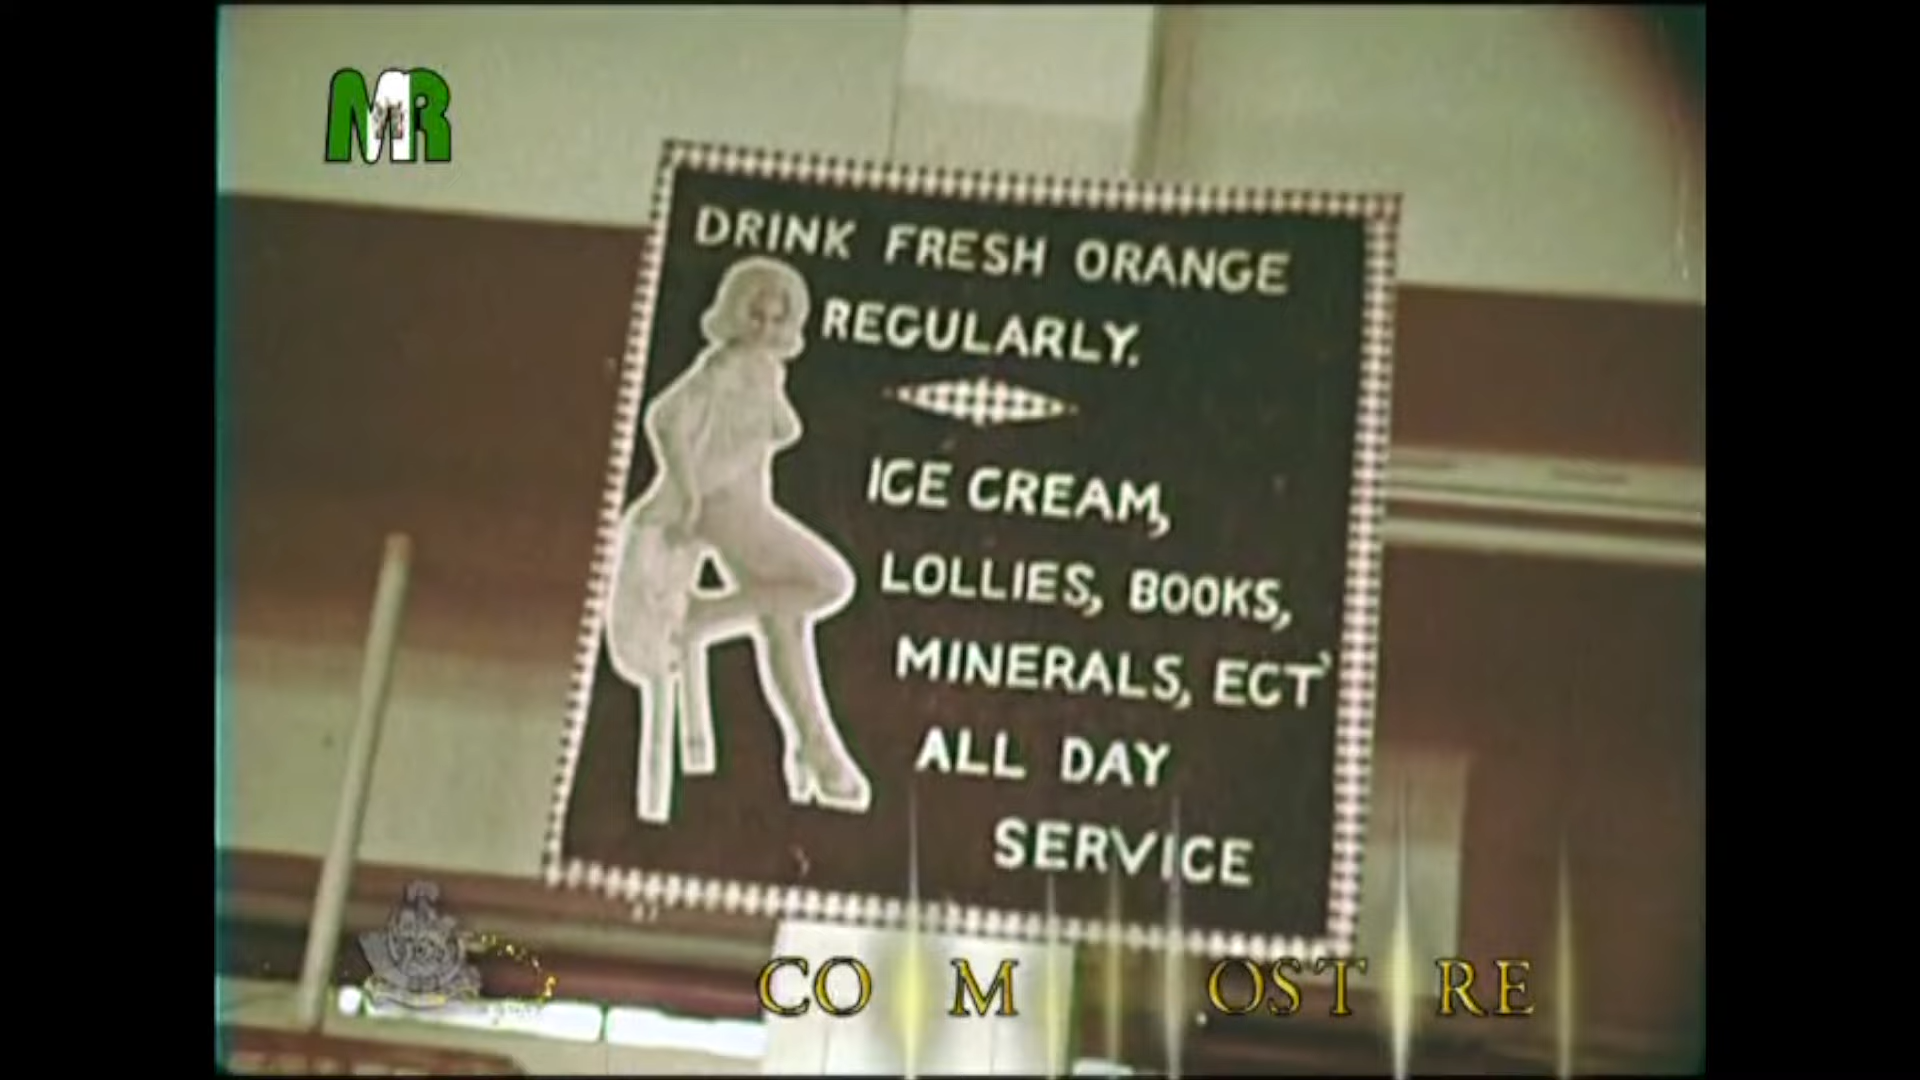 MR
DRINK FRESH ORANGE
REGULARLY.
ICE CREAM,
LOLLIES, BOOKS,
MINERALS, ECT'
ALL DAY
SERVICE
CO M OST RE